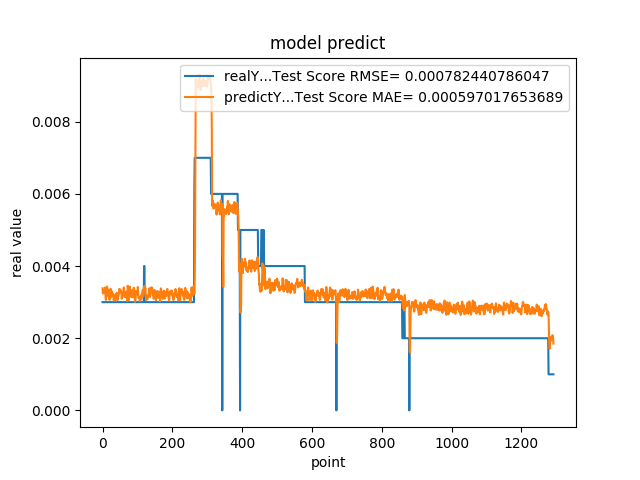 model predict
realY...Test Score RMSE= 0.000782440786047
predictY...Test Score MAE= 0.000597017653689
0.008
0.006
0.004
0.002
0.000
real value
0 200 400 600 800 1000 1200
point